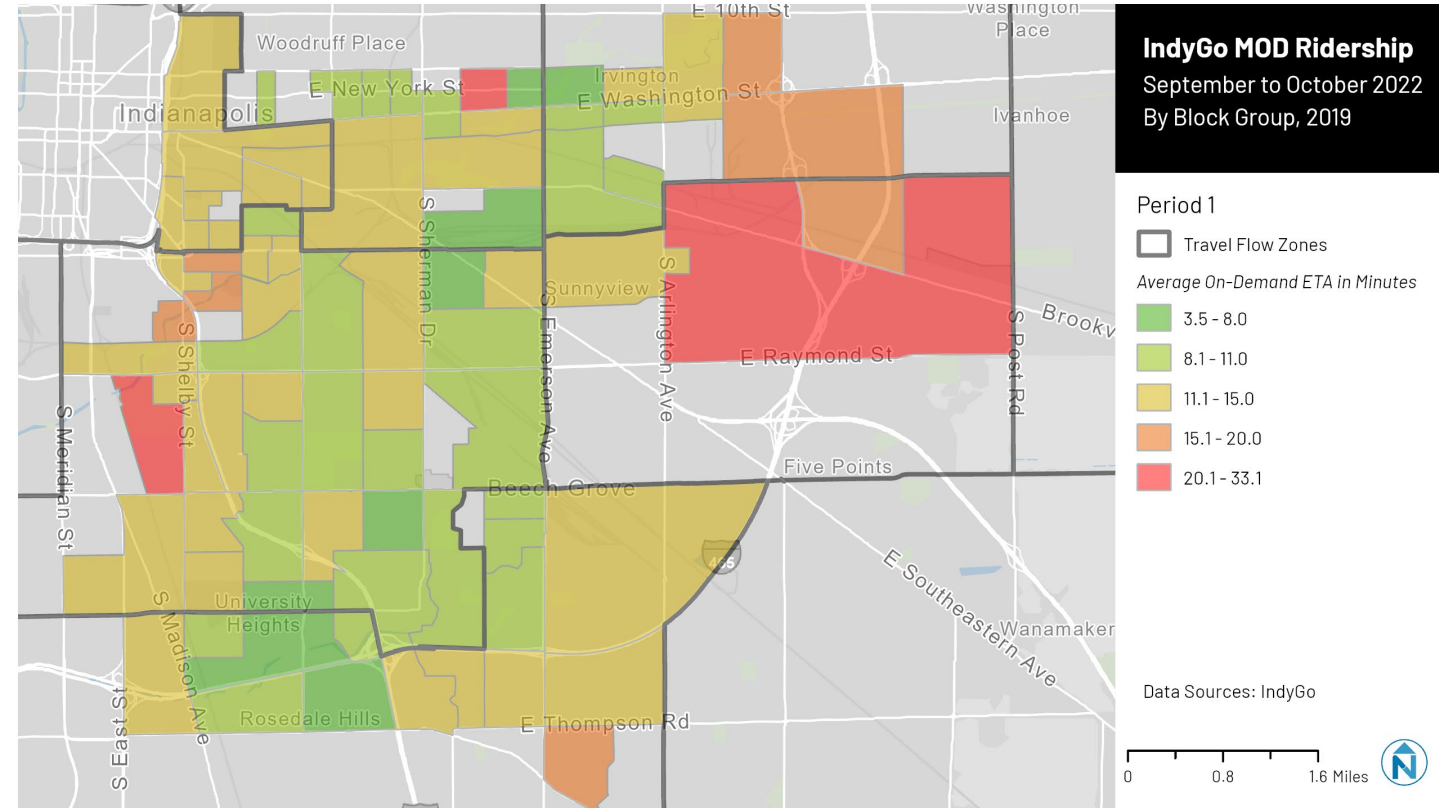 E 10th St
Washington
Place
Woodruff Place
Irvington
E New York St
E Washington St
Indianapolis
Ivanhoe
S Sherman Dr
Sunnyview
S Emerson Ave
S Arlington Ave
Brookv
S Post Rd
S Shelby St
E Raymond St
S Meridian St
Five Points
Beech Grove
465
E Southeastern Ave
S Madison Ave
University
Heights
Wanamaker
S East St
Rosedale Hills
E Thompson Rd
IndyGo MOD Ridership
September to October 2022
By Block Group, 2019
Period 1
Travel Flow Zones
Average On-Demand ETA in Minutes
3.5 - 8.0
8.1 - 11.0
11.1 - 15.0
15.1 - 20.0
20.1 - 33.1
Data Sources: IndyGo
0 0.8 1.6 Miles
N